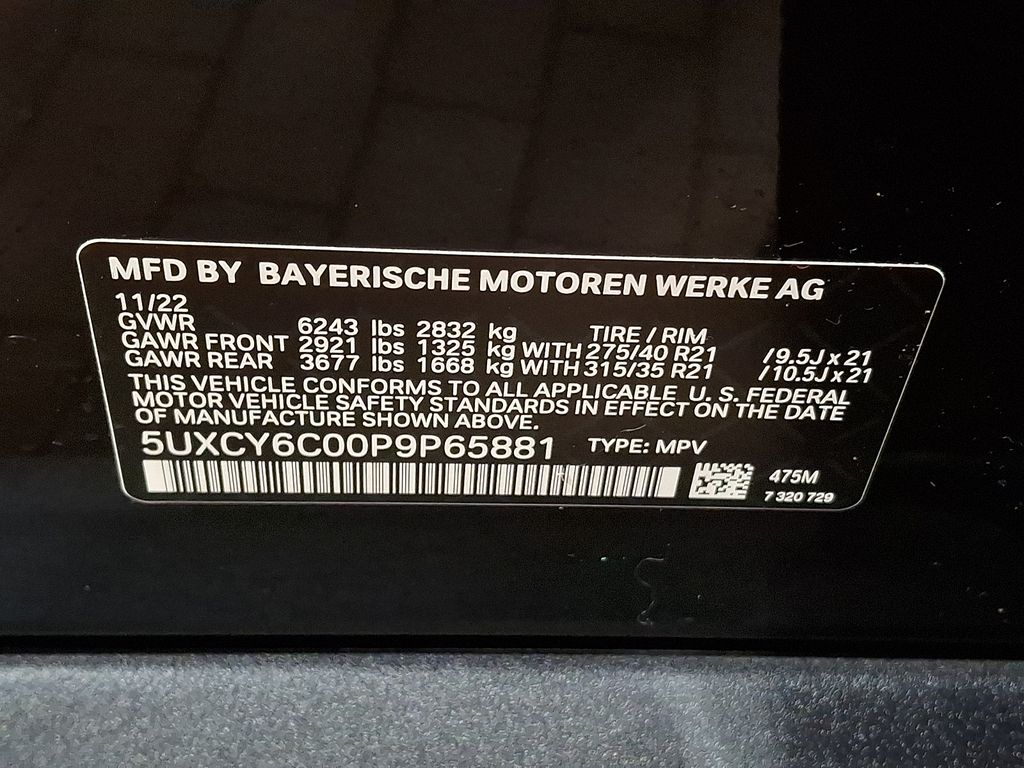 MFD BY BAYERISCHE MOTOREN WERKE AG
11/22
GVWR 6243 lbs 2832 kg TIRE / RIM
GAWR FRONT 2921 lbs 1325 kg WITH 275/40 R21 / 9.5J x 21
GAWR REAR 3677 lbs 1668 kg WITH 315/35 R21 / 10.5J x 21
THIS VEHICLE CONFORMS TO ALL APPLICABLE U. S. FEDERAL
MOTOR VEHICLE SAFETY STANDARDS IN EFFECT ON THE DATE
OF MANUFACTURE SHOWN ABOVE.
5UXCY6C00P9P65881 TYPE: MPV
475M
7 320 729